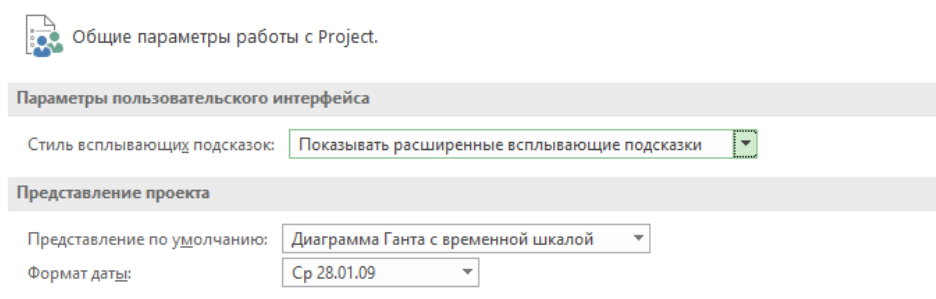 Общие параметры работы с Project.
Параметры пользовательского интерфейса
Стиль всплывающих подсказок: Показывать расширенные всплывающие подсказки
Представление проекта
Представление по умолчанию: Диаграмма Ганта с временной шкалой
Формат даты: Ср 28.01.09